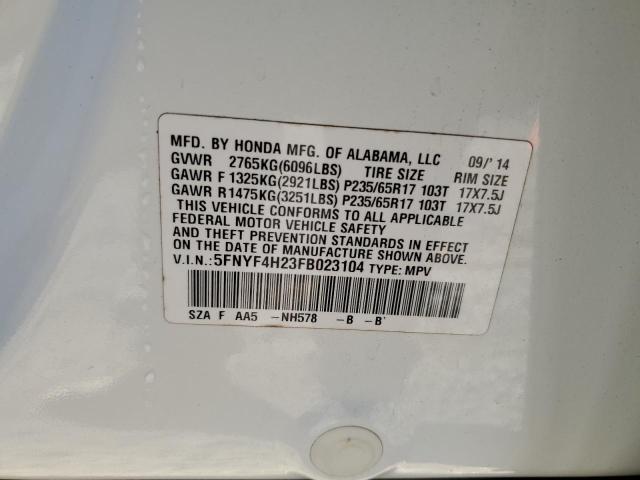 MFD. BY HONDA MFG. OF ALABAMA, LLC 09/'14
GVWR 2765KG(6096LBS) TIRE SIZE RIM SIZE
GAWR F 1325KG(2921LBS) P235/65R17 103T 17X7.5J
GAWR R1475KG(3251LBS) P235/65R17 103T 17X7.5J
THIS VEHICLE CONFORMS TO ALL APPLICABLE
FEDERAL MOTOR VEHICLE SAFETY
AND THEFT PREVENTION STANDARDS IN EFFECT
ON THE DATE OF MANUFACTURE SHOWN ABOVE.
V.I.N.:5FNYF4H23FB023104 TYPE: MPV
SZA F AA5 -NH578 -B -B'